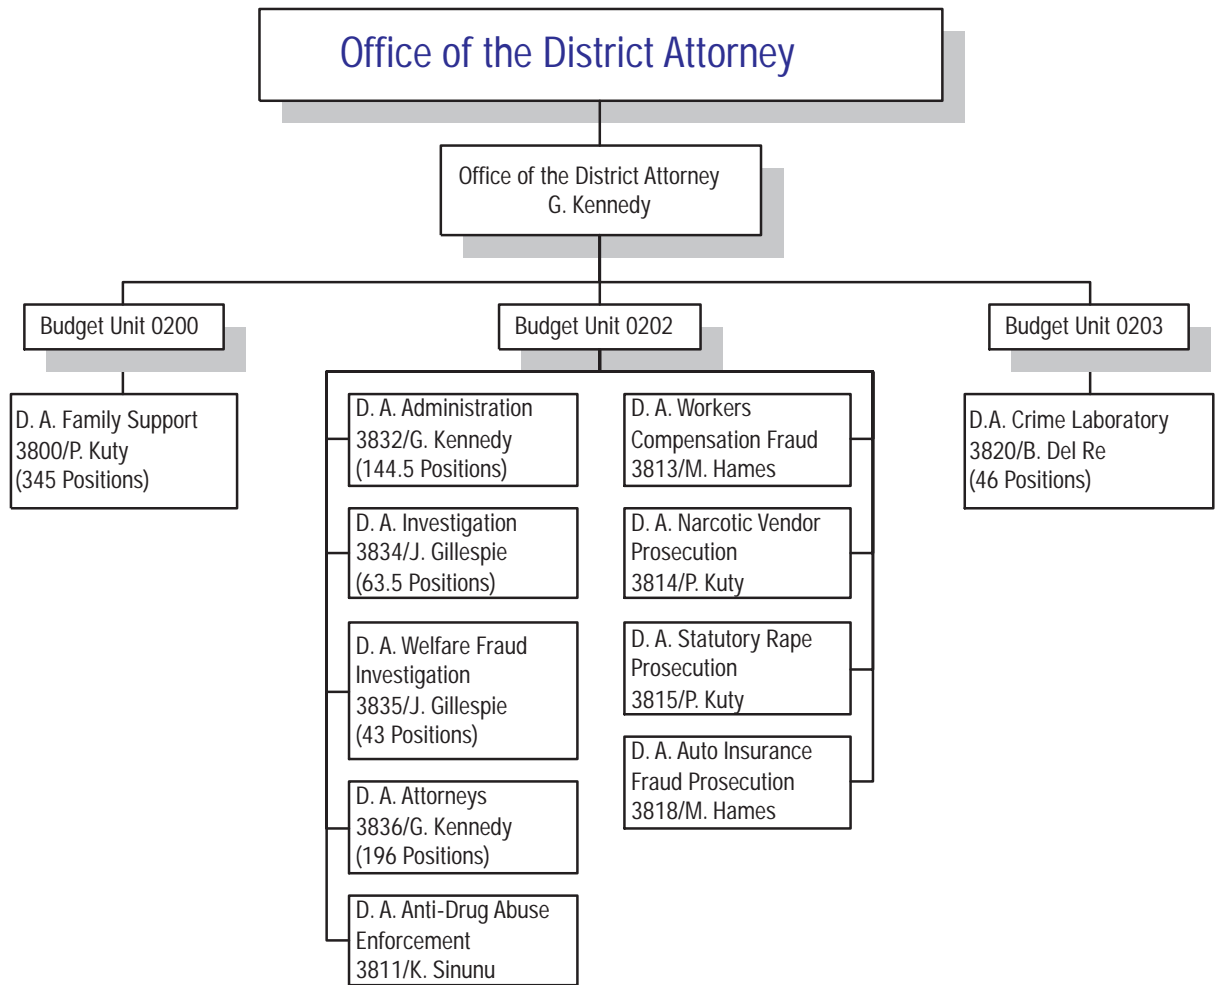 Office of the District Attorney
Office of the District Attorney
G. Kennedy
Budget Unit 0200
Budget Unit 0202
Budget Unit 0203
D. A. Family Support
3800/P. Kuty
(345 Positions)
D. A. Administration
3832/G. Kennedy
(144.5 Positions)
D. A. Investigation
3834/J. Gillespie
(63.5 Positions)
D. A. Welfare Fraud
Investigation
3835/J. Gillespie
(43 Positions)
D. A. Attorneys
3836/G. Kennedy
(196 Positions)
D. A. Anti-Drug Abuse
Enforcement
3811/K. Sinunu
D. A. Workers
Compensation Fraud
3813/M. Hames
D. A. Narcotic Vendor
Prosecution
3814/P. Kuty
D. A. Statutory Rape
Prosecution
3815/P. Kuty
D. A. Auto Insurance
Fraud Prosecution
3818/M. Hames
D.A. Crime Laboratory
3820/B. Del Re
(46 Positions)